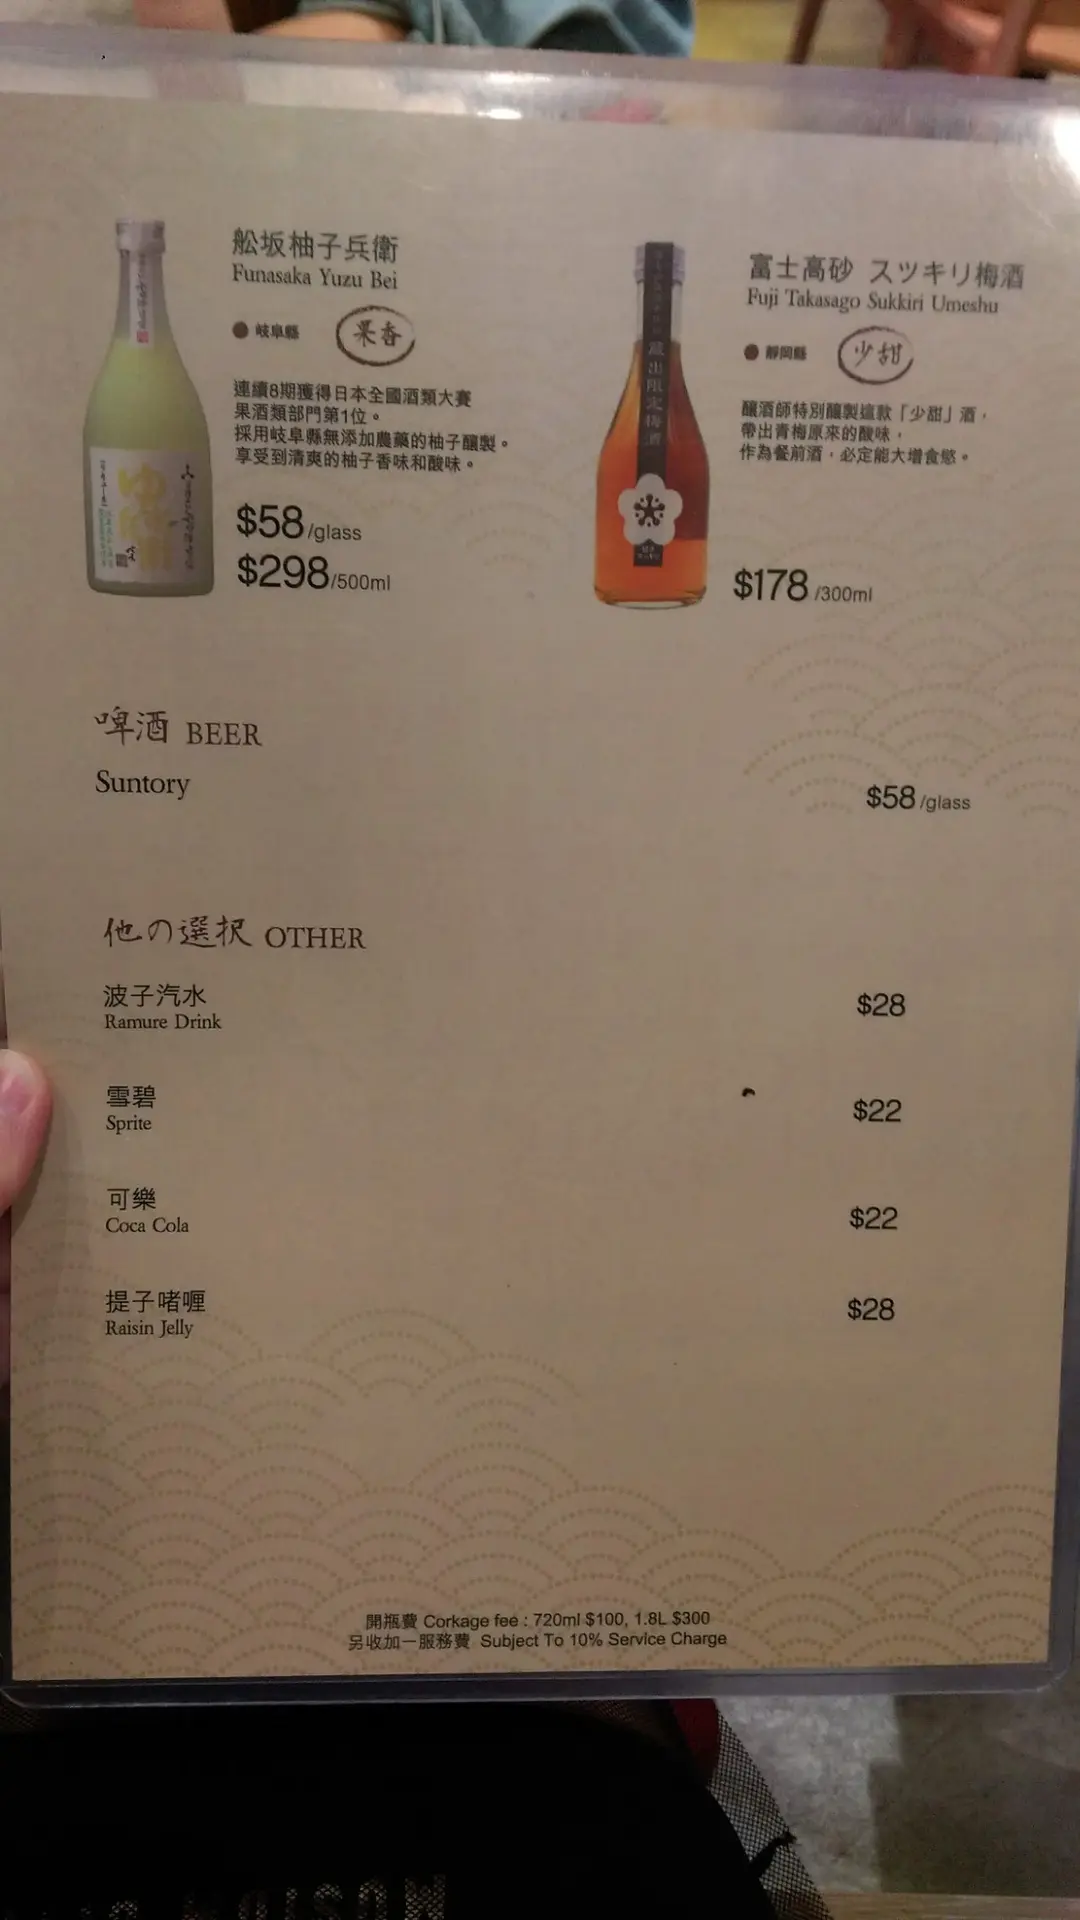 舩坂柚子兵衛
Funasaka Yuzu Bei
岐阜縣
果香
連續8期獲得日本全國酒類大賽
果酒類部門第1位。
採用岐阜縣無添加農藥的柚子釀製。
享受到清爽的柚子香味和酸味。
$58/glass
$298/500ml
富士高砂 スツキリ梅酒
Fuji Takasago Sukkiri Umeshu
靜岡縣
少甜
釀酒師特別釀製這款「少甜」酒，
帶出青梅原來的酸味，
作為餐前酒，必定能大增食慾。
$178/300ml
蔵出限定梅酒
啤酒 BEER
Suntory
$58/glass
他の選択 OTHER
波子汽水
Ramure Drink
$28
雪碧
Sprite
$22
可樂
Coca Cola
$22
提子啫喱
Raisin Jelly
$28
開瓶費 Corkage fee : 720ml $100, 1.8L $300
另收加一服務費 Subject To 10% Service Charge